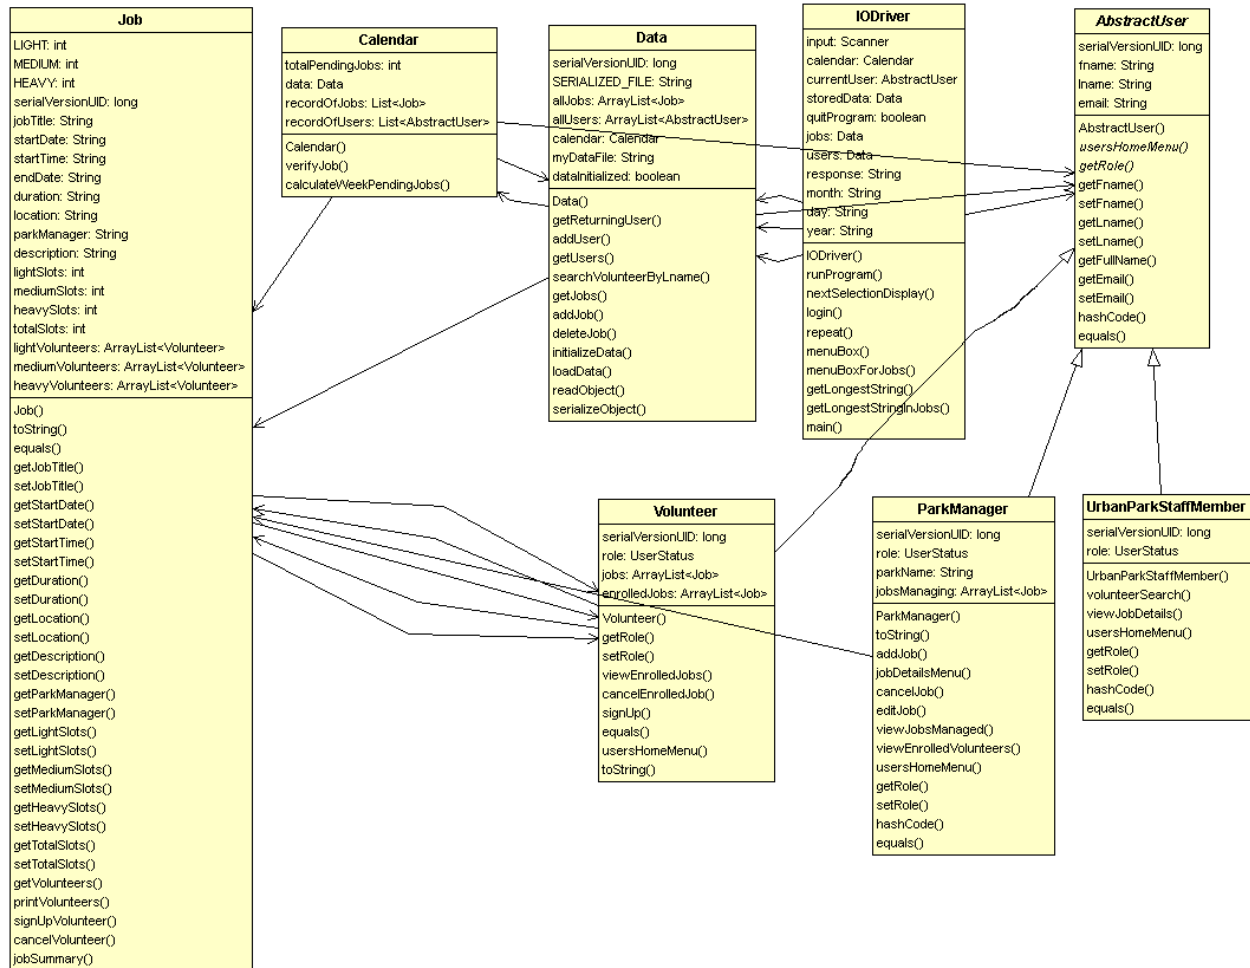 Job
LIGHT: int
MEDIUM: int
HEAVY: int
serialVersionUID: long
jobTitle: String
startDate: String
startTime: String
endDate: String
duration: String
location: String
parkManager: String
description: String
lightSlots: int
mediumSlots: int
heavySlots: int
totalSlots: int
lightVolunteers: ArrayList<Volunteer>
mediumVolunteers: ArrayList<Volunteer>
heavyVolunteers: ArrayList<Volunteer>
Job()
toString()
equals()
getJobTitle()
setJobTitle()
getStartDate()
setStartDate()
getStartTime()
setStartTime()
getDuration()
setDuration()
getLocation()
setLocation()
getDescription()
setDescription()
getParkManager()
setParkManager()
getLightSlots()
setLightSlots()
getMediumSlots()
setMediumSlots()
getHeavySlots()
setHeavySlots()
getTotalSlots()
setTotalSlots()
getVolunteers()
printVolunteers()
signUpVolunteer()
cancelVolunteer()
jobSummary()
Calendar
totalPendingJobs: int
data: Data
recordOfJobs: List<Job>
recordOfUsers: List<AbstractUser>
Calendar()
verifyJob()
calculateWeekPendingJobs()
Data
serialVersionUID: long
SERIALIZED_FILE: String
allJobs: ArrayList<Job>
allUsers: ArrayList<AbstractUser>
calendar: Calendar
myDataFile: String
dataInitialized: boolean
Data()
getReturningUser()
addUser()
getUsers()
searchVolunteerByLname()
getJobs()
addJob()
deleteJob()
initializeData()
loadData()
readObject()
serializeObject()
IODriver
input: Scanner
calendar: Calendar
currentUser: AbstractUser
storedData: Data
quitProgram: boolean
jobs: Data
users: Data
response: String
month: String
day: String
year: String
IODriver()
runProgram()
nextSelectionDisplay()
login()
repeat()
menuBox()
menuBoxForJobs()
getLongestString()
getLongestStringInJobs()
main()
AbstractUser
serialVersionUID: long
fname: String
lname: String
email: String
AbstractUser()
usersHomeMenu()
getRole()
getFname()
setFname()
getLname()
setLname()
getFullName()
getEmail()
setEmail()
hashCode()
equals()
Volunteer
serialVersionUID: long
role: UserStatus
jobs: ArrayList<Job>
enrolledJobs: ArrayList<Job>
Volunteer()
getRole()
setRole()
viewEnrolledJobs()
cancelEnrolledJob()
signUp()
equals()
usersHomeMenu()
toString()
ParkManager
serialVersionUID: long
role: UserStatus
parkName: String
jobsManaging: ArrayList<Job>
ParkManager()
toString()
addJob()
jobDetailsMenu()
cancelJob()
editJob()
viewJobsManaged()
viewEnrolledVolunteers()
usersHomeMenu()
getRole()
setRole()
hashCode()
equals()
UrbanParkStaffMember
serialVersionUID: long
role: UserStatus
UrbanParkStaffMember()
volunteerSearch()
viewJobDetails()
usersHomeMenu()
getRole()
setRole()
hashCode()
equals()